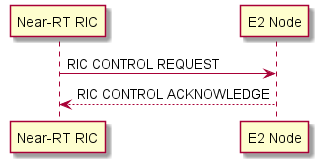 Near-RT RIC
E2 Node
RIC CONTROL REQUEST
RIC CONTROL ACKNOWLEDGE
Near-RT RIC
E2 Node